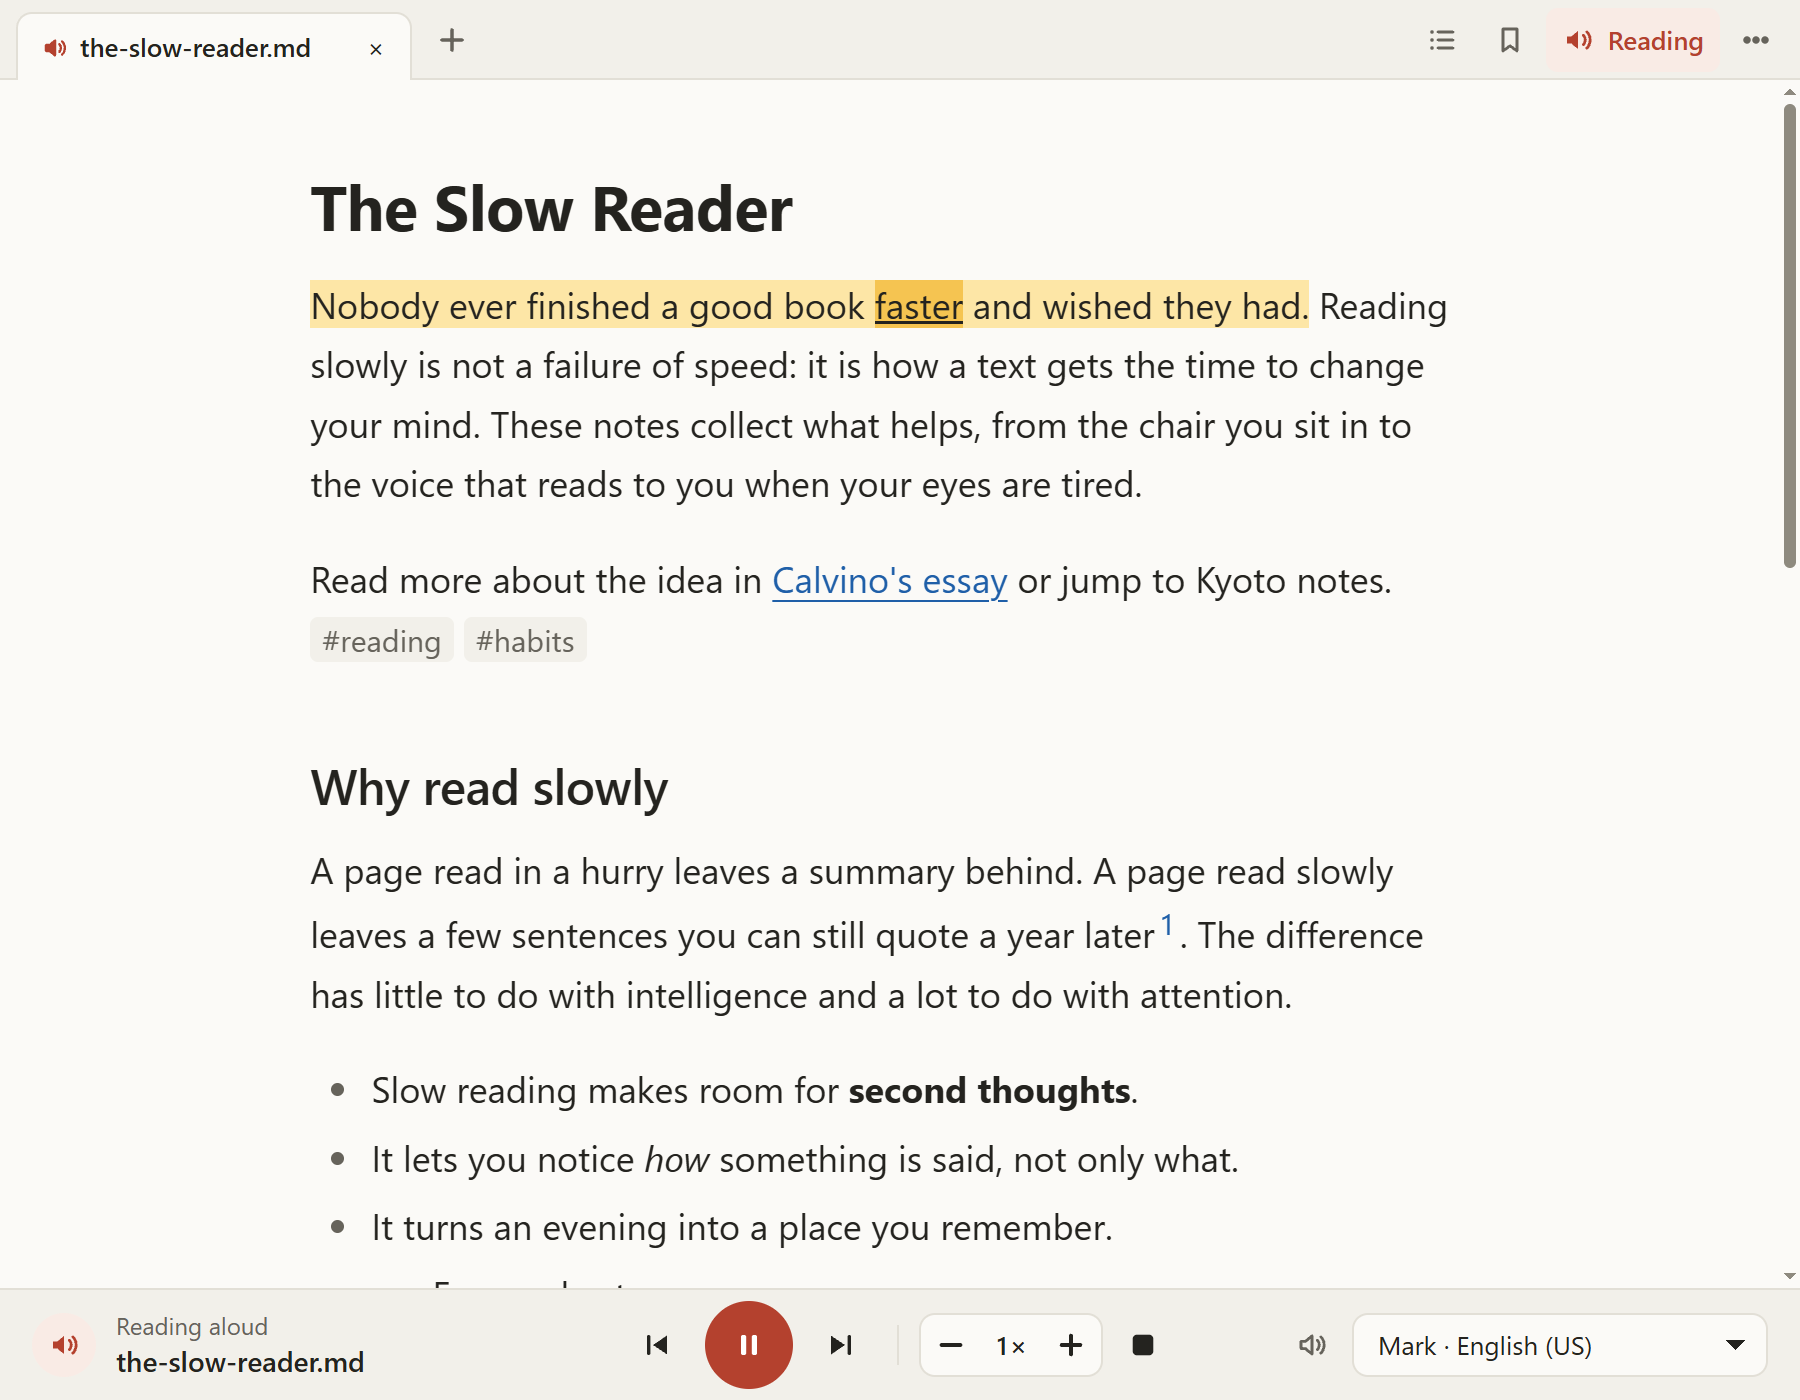 the-slow-reader.md
Reading
The Slow Reader
Nobody ever finished a good book faster and wished they had. Reading
slowly is not a failure of speed: it is how a text gets the time to change
your mind. These notes collect what helps, from the chair you sit in to
the voice that reads to you when your eyes are tired.
Read more about the idea in Calvino's essay or jump to Kyoto notes.
#reading #habits
Why read slowly
A page read in a hurry leaves a summary behind. A page read slowly
leaves a few sentences you can still quote a year later 1. The difference
has little to do with intelligence and a lot to do with attention.
• Slow reading makes room for second thoughts.
• It lets you notice how something is said, not only what.
• It turns an evening into a place you remember.
Reading aloud
the-slow-reader.md
1×
Mark · English (US)